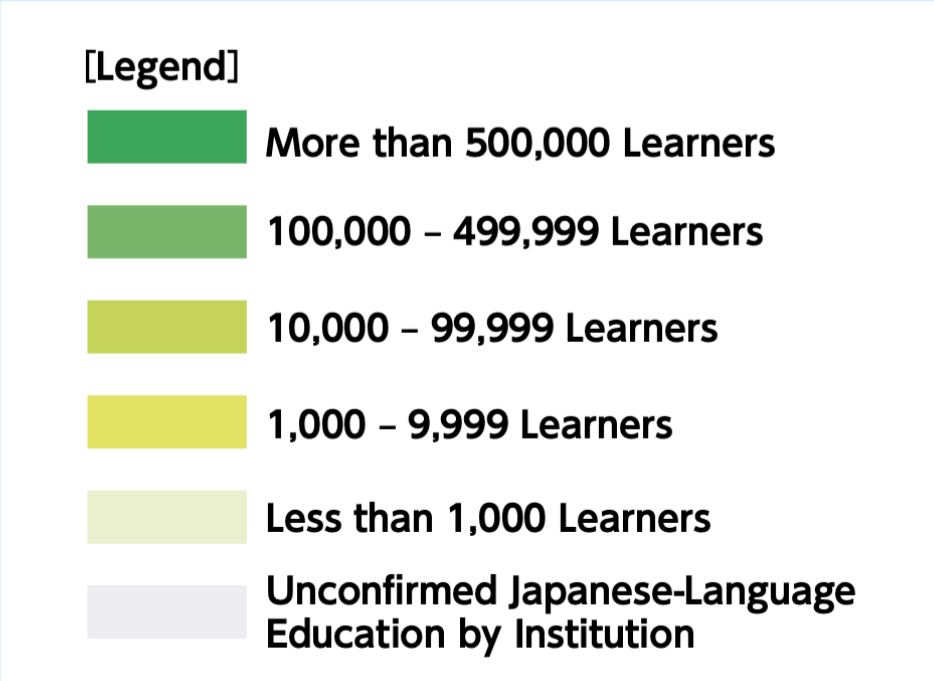 [Legend]
More than 500,000 Learners
100,000 – 499,999 Learners
10,000 – 99,999 Learners
1,000 – 9,999 Learners
Less than 1,000 Learners
Unconfirmed Japanese-Language
Education by Institution